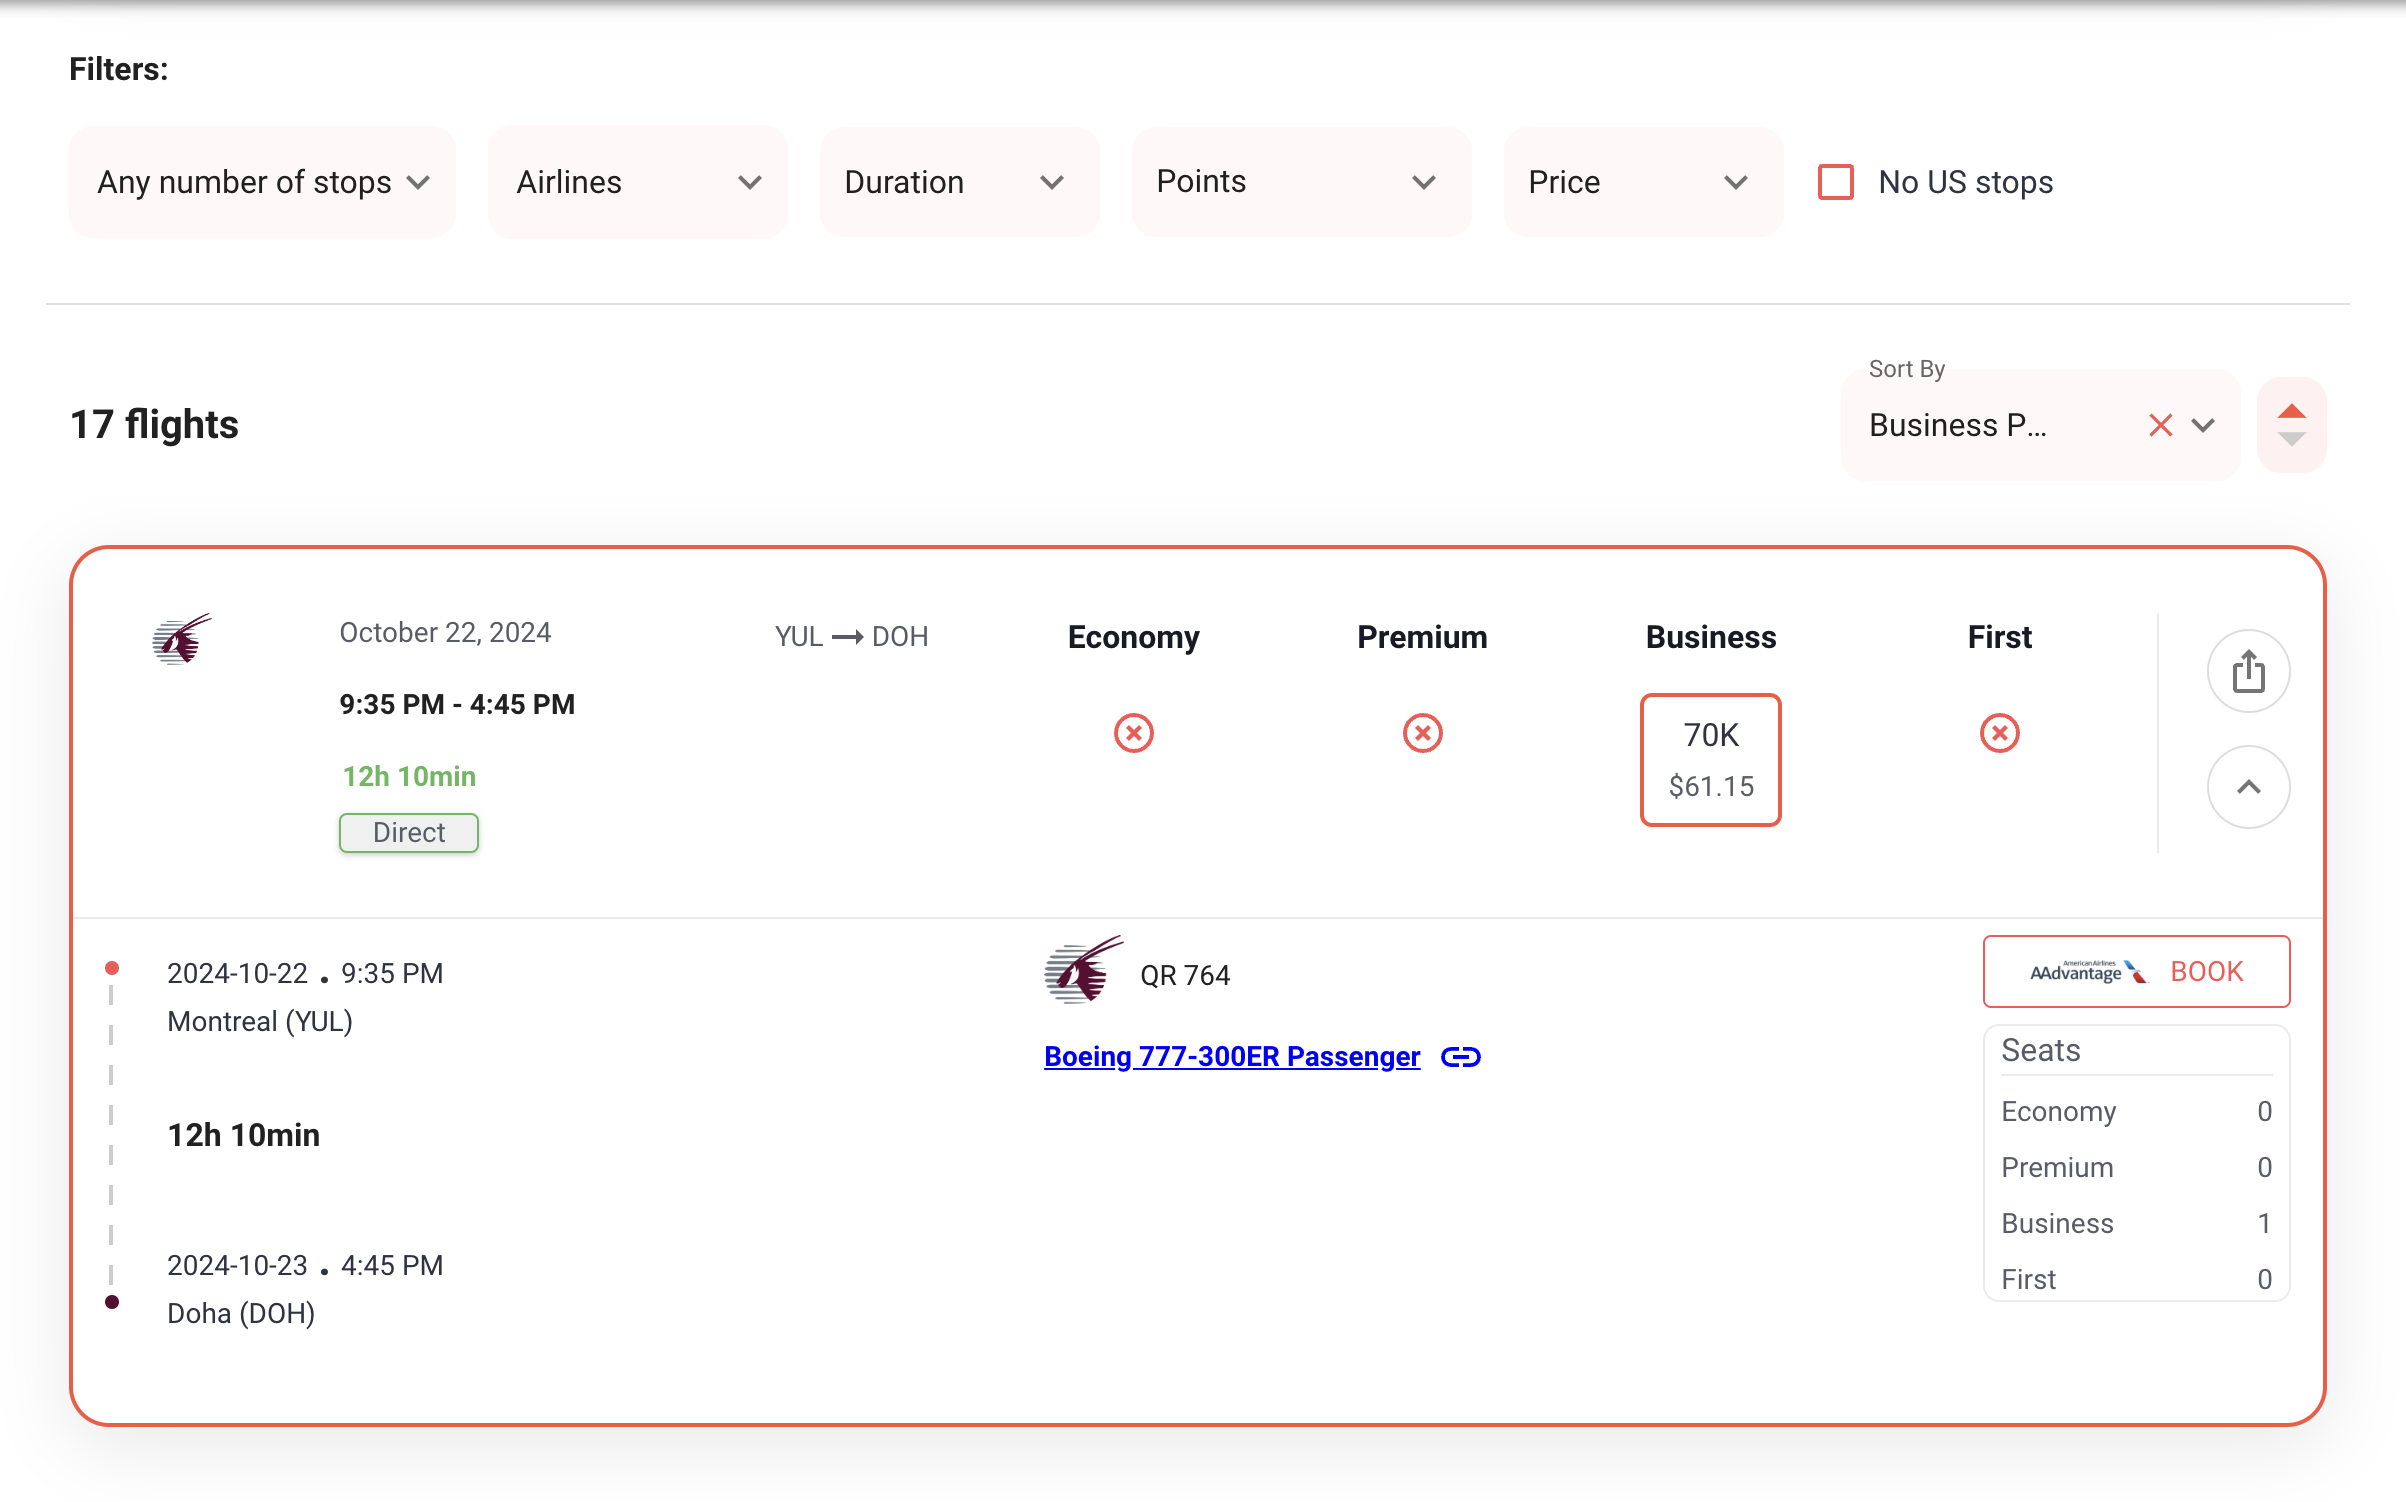 Filters:
Any number of stops
Airlines
Duration
Points
Price
No US stops
17 flights
Sort By
Business P...
October 22, 2024
YUL → DOH
Economy
Premium
Business
First
9:35 PM - 4:45 PM
70K
$61.15
12h 10min
Direct
2024-10-22 • 9:35 PM
Montreal (YUL)
12h 10min
2024-10-23 • 4:45 PM
Doha (DOH)
QR 764
Boeing 777-300ER Passenger
American Airlines
AAdvantage
BOOK
Seats
Economy 0
Premium 0
Business 1
First 0